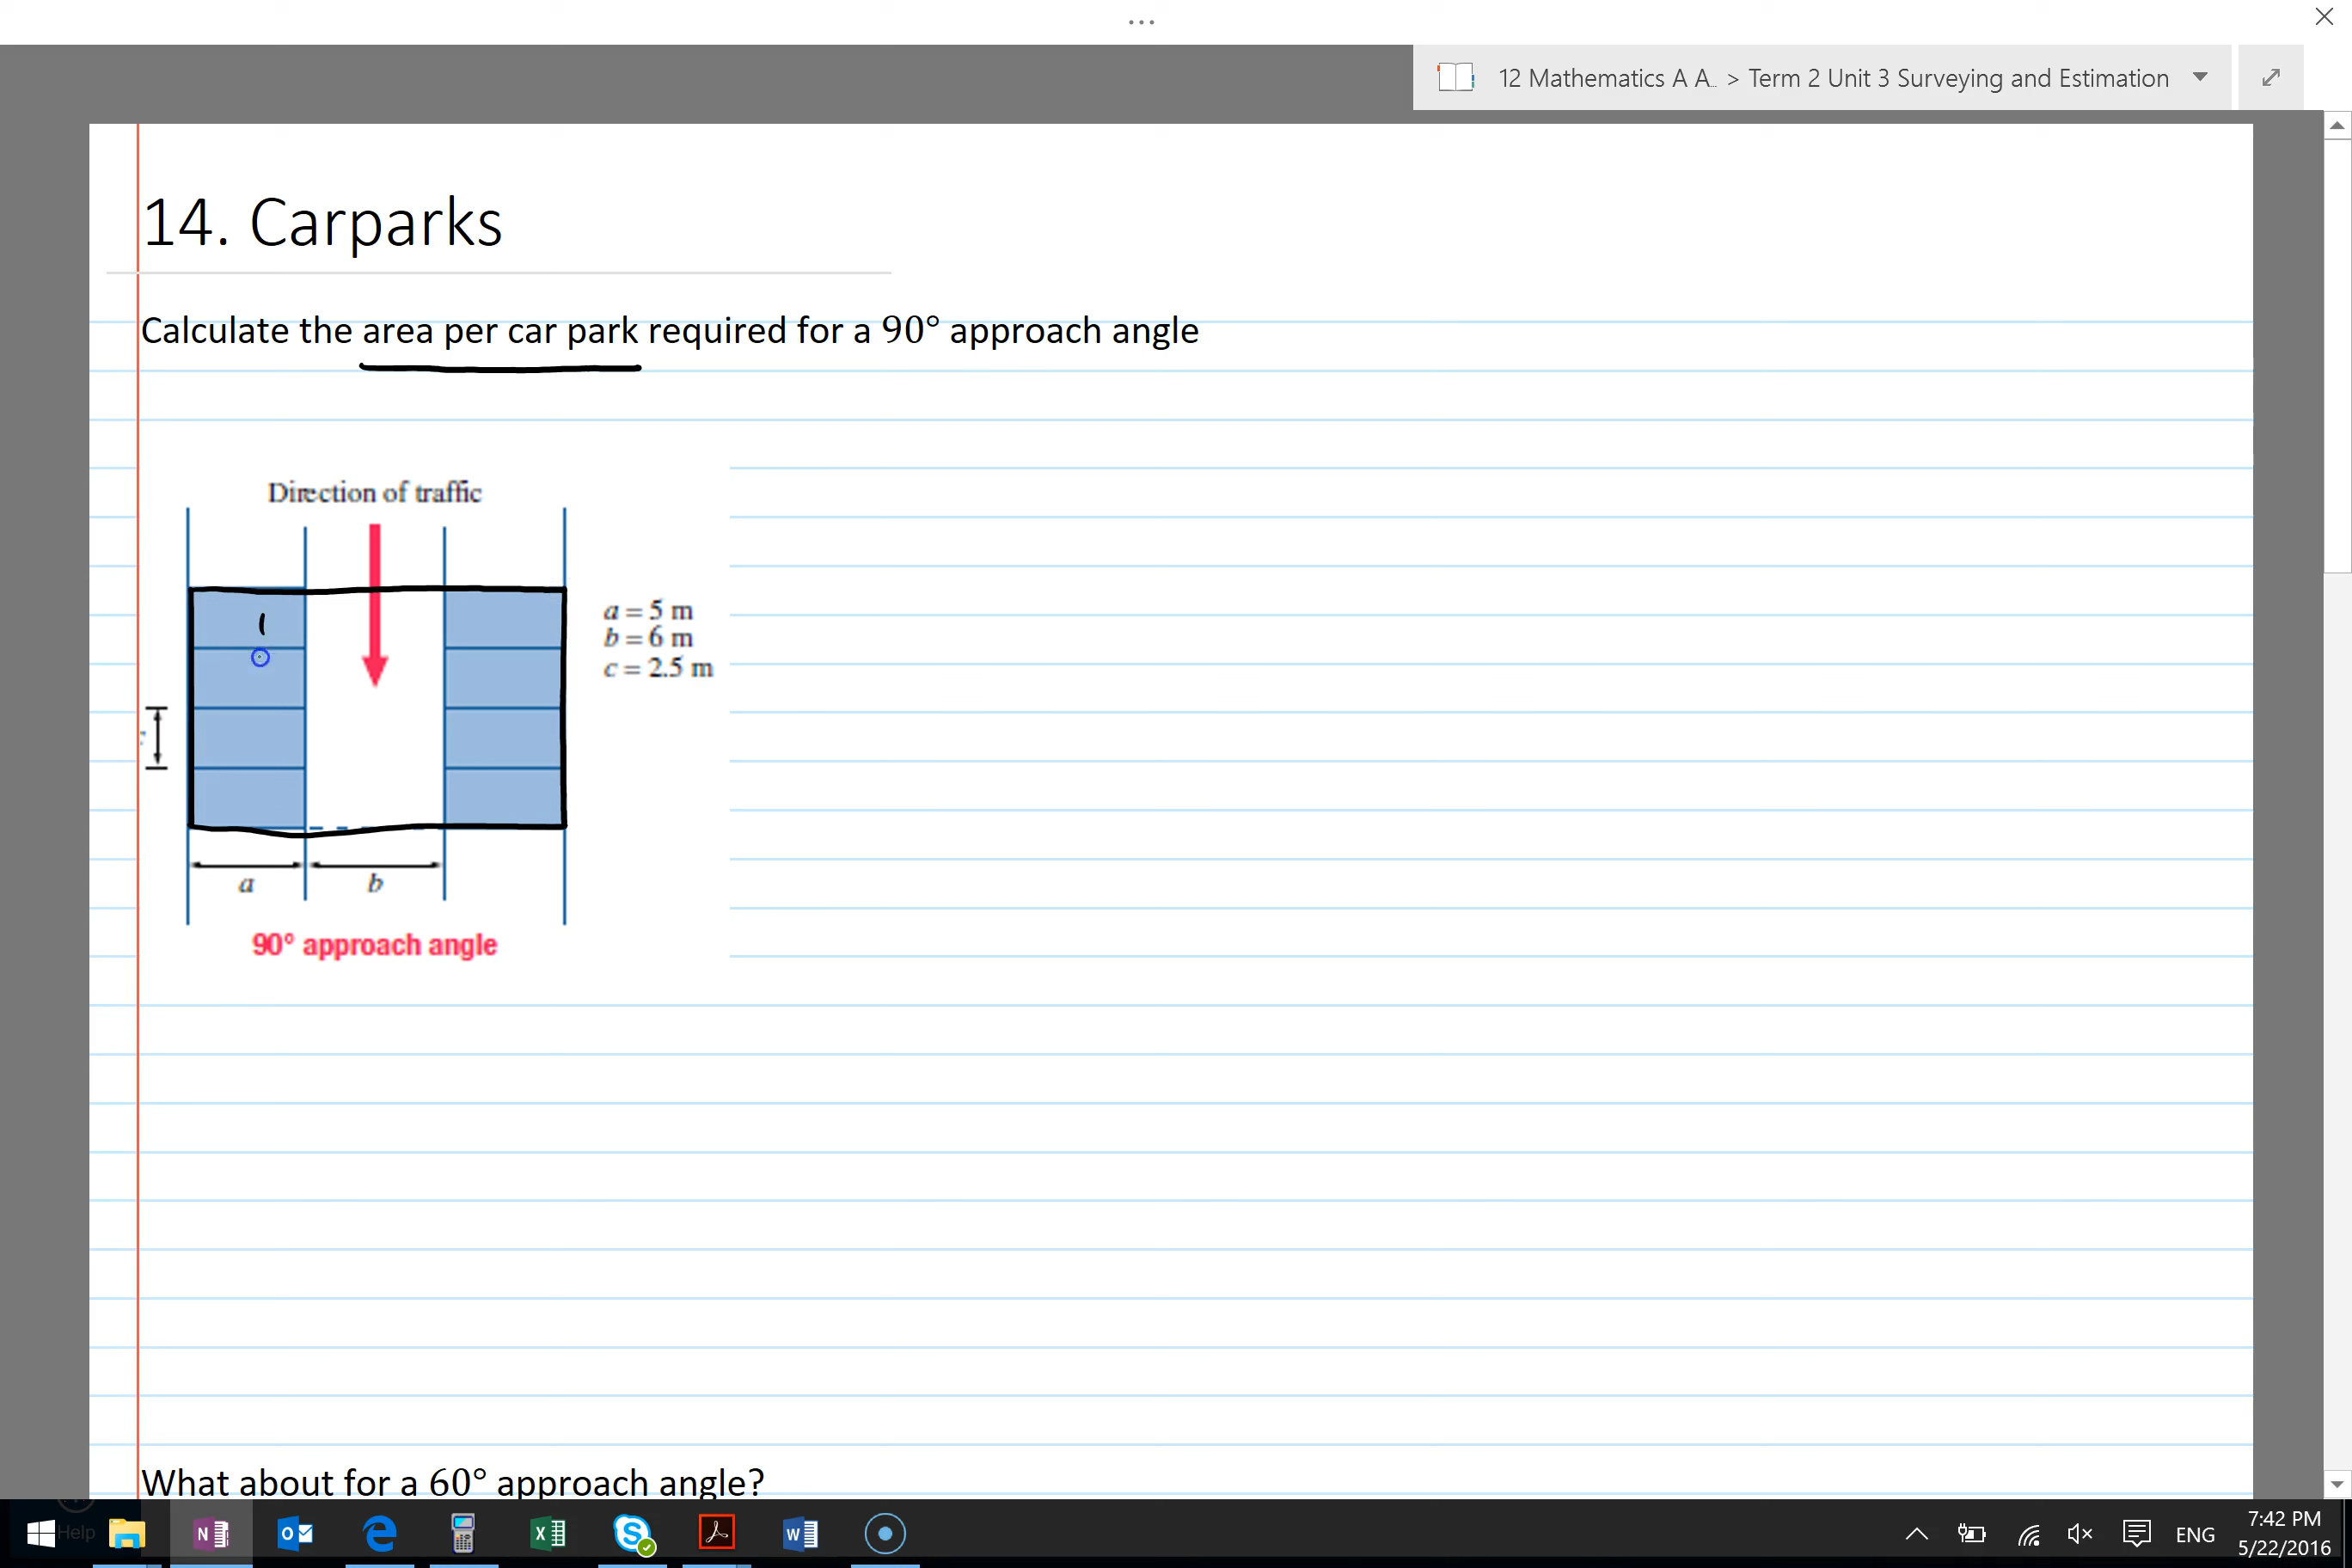 12 Mathematics A A... > Term 2 Unit 3 Surveying and Estimation
14. Carparks
Calculate the area per car park required for a 90° approach angle
Direction of traffic
1
a = 5 m
b = 6 m
c = 2.5 m
a
b
90° approach angle
What about for a 60° approach angle?
Help
ENG
7:42 PM
5/22/2016